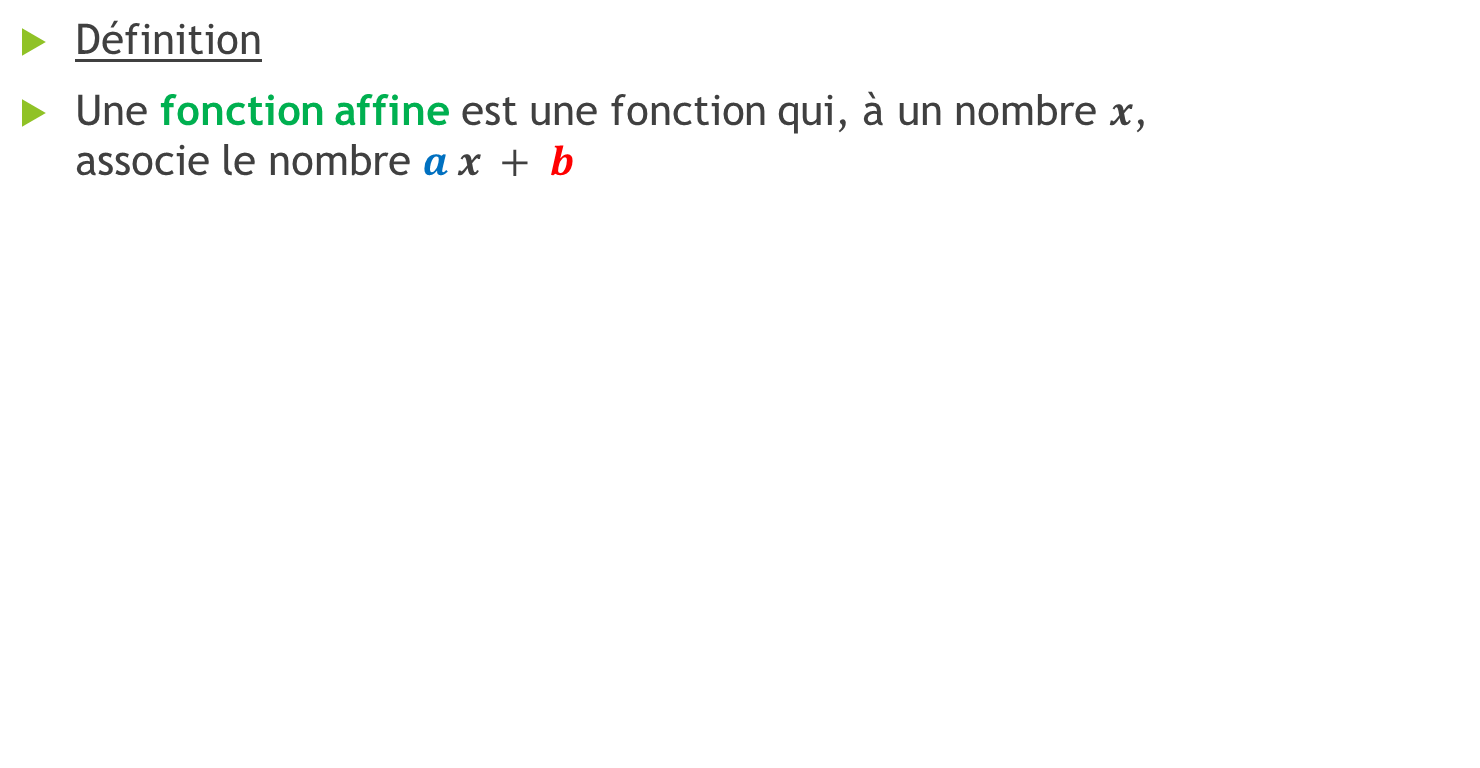 Définition
Une fonction affine est une fonction qui, à un nombre x,
associe le nombre a x + b